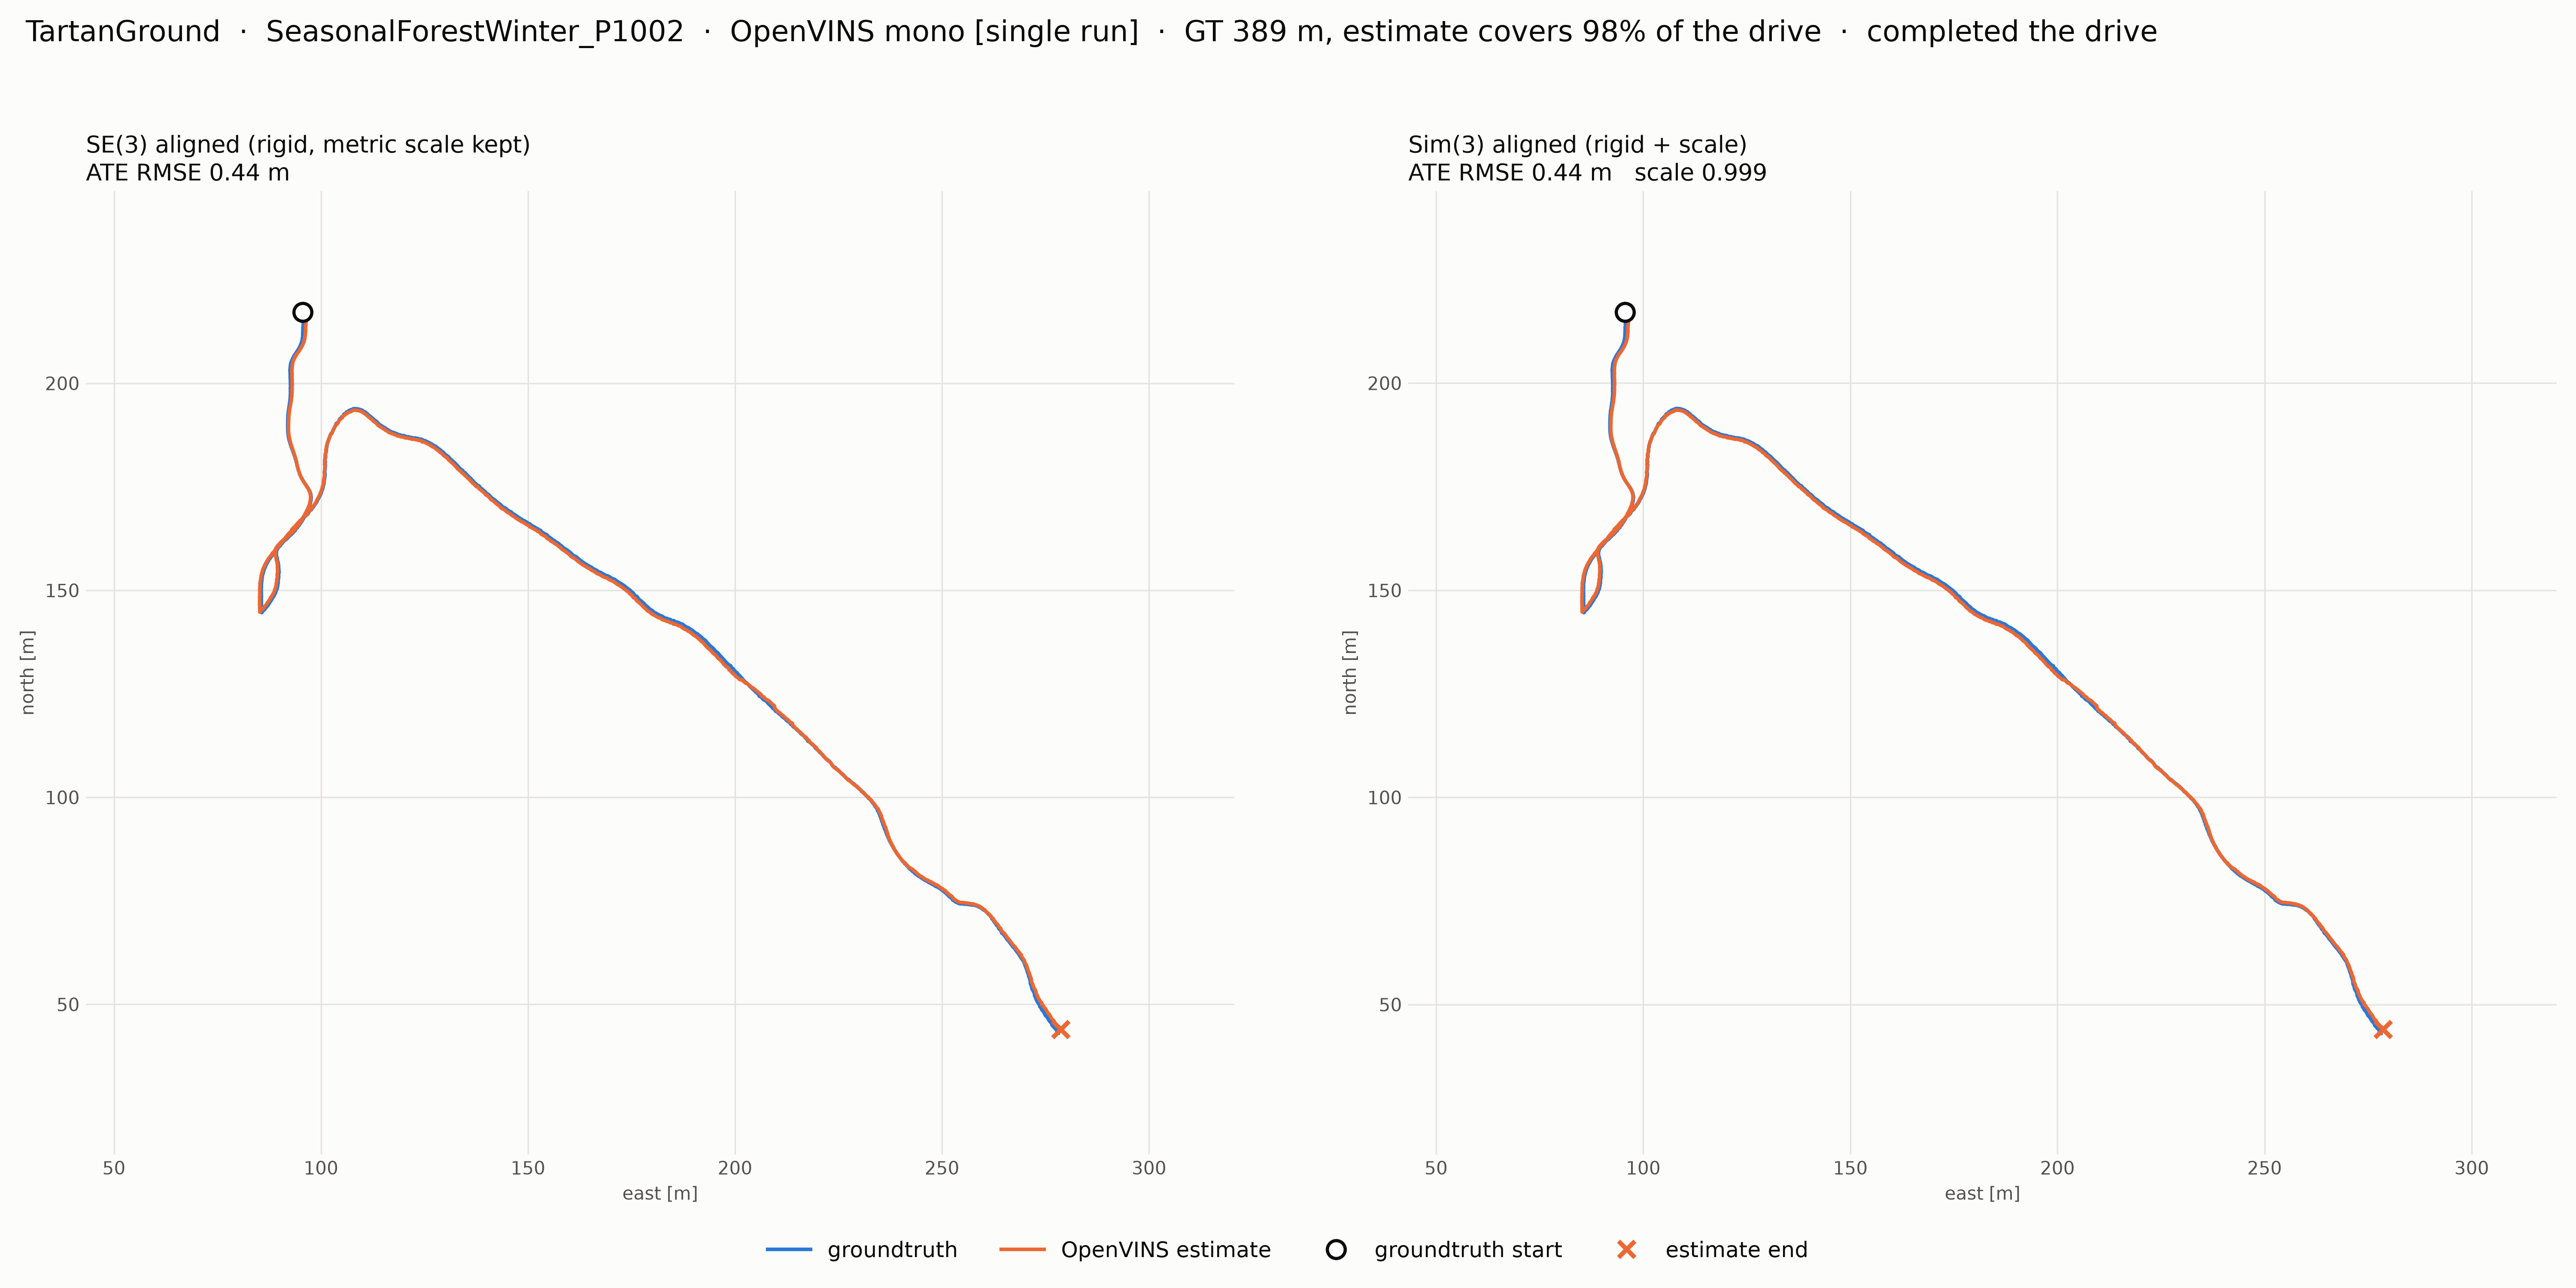 TartanGround · SeasonalForestWinter_P1002 · OpenVINS mono [single run] · GT 389 m, estimate covers 98% of the drive · completed the drive
SE(3) aligned (rigid, metric scale kept)
ATE RMSE 0.44 m
200
150
100
50
north [m]
50 100 150 200 250 300
east [m]
Sim(3) aligned (rigid + scale)
ATE RMSE 0.44 m scale 0.999
200
150
100
50
north [m]
50 100 150 200 250 300
east [m]
groundtruth OpenVINS estimate groundtruth start estimate end